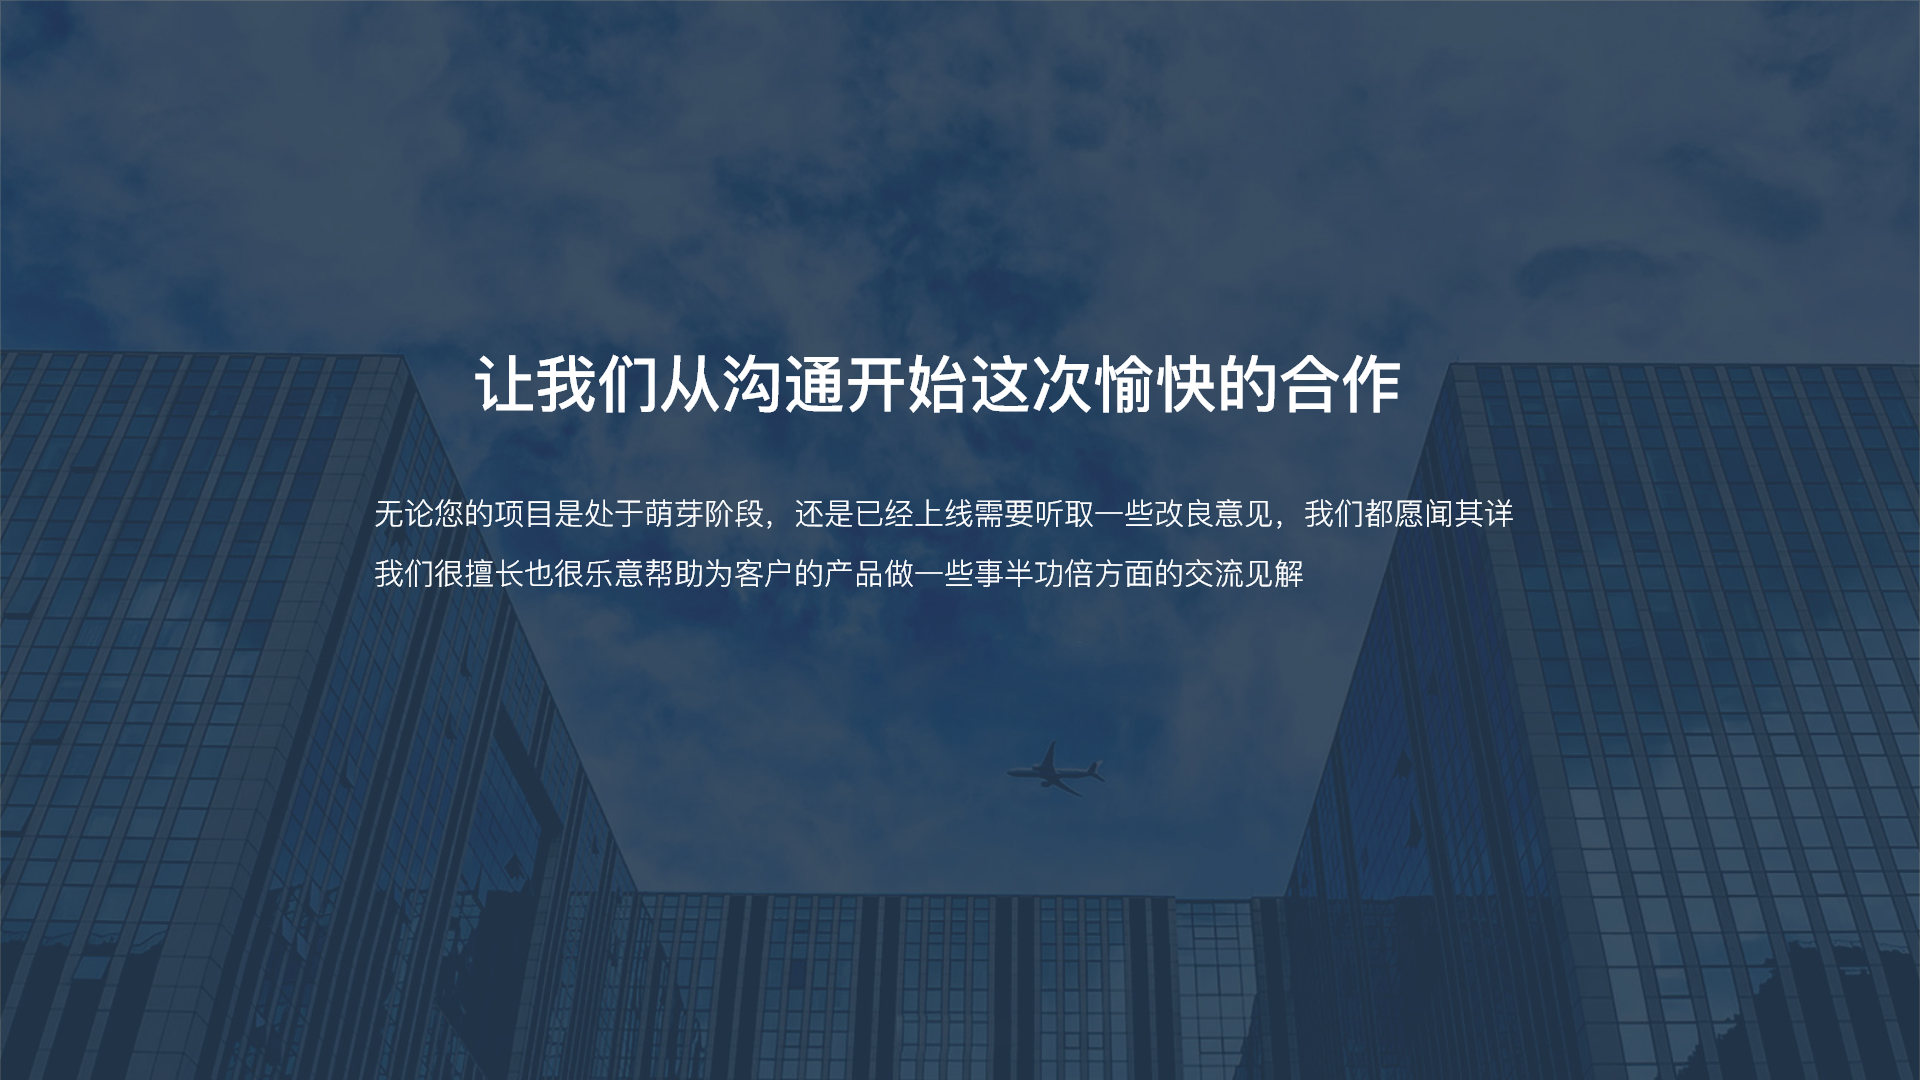 让我们从沟通开始这次愉快的合作
无论您的项目是处于萌芽阶段，还是已经上线需要听取一些改良意见，我们都愿闻其详
我们很擅长也很乐意帮助为客户的产品做一些事半功倍方面的交流见解